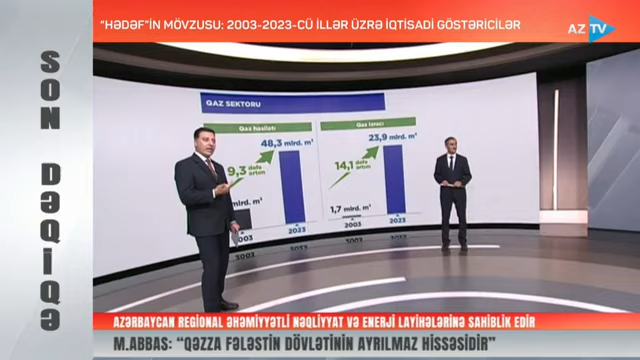 "HƏDƏF"İN MÖVZUSU: 2003-2023-CÜ İLLƏR ÜZRƏ İQTİSADİ GÖSTƏRİCİLƏR
AZTV
SON DƏQİQƏ
QAZ SEKTORU
Qaz hasilatı
48,3 mlrd. m³
9,3 dəfə artım
mlrd. m³
2003
2023
Qaz ixracı
23,9 mlrd. m³
14,1 dəfə artım
1,7 mlrd. m³
2003
2023
AZƏRBAYCAN REGIONAL ƏHƏMİYYƏTLİ NƏQLİYYAT VƏ ENERJİ LAYİHƏLƏRİNƏ SAHİBLİK EDİR
M.ABBAS: "QƏZZA FƏLƏSTİN DÖVLƏTİNİN AYRILMAZ HİSSƏSİDİR"